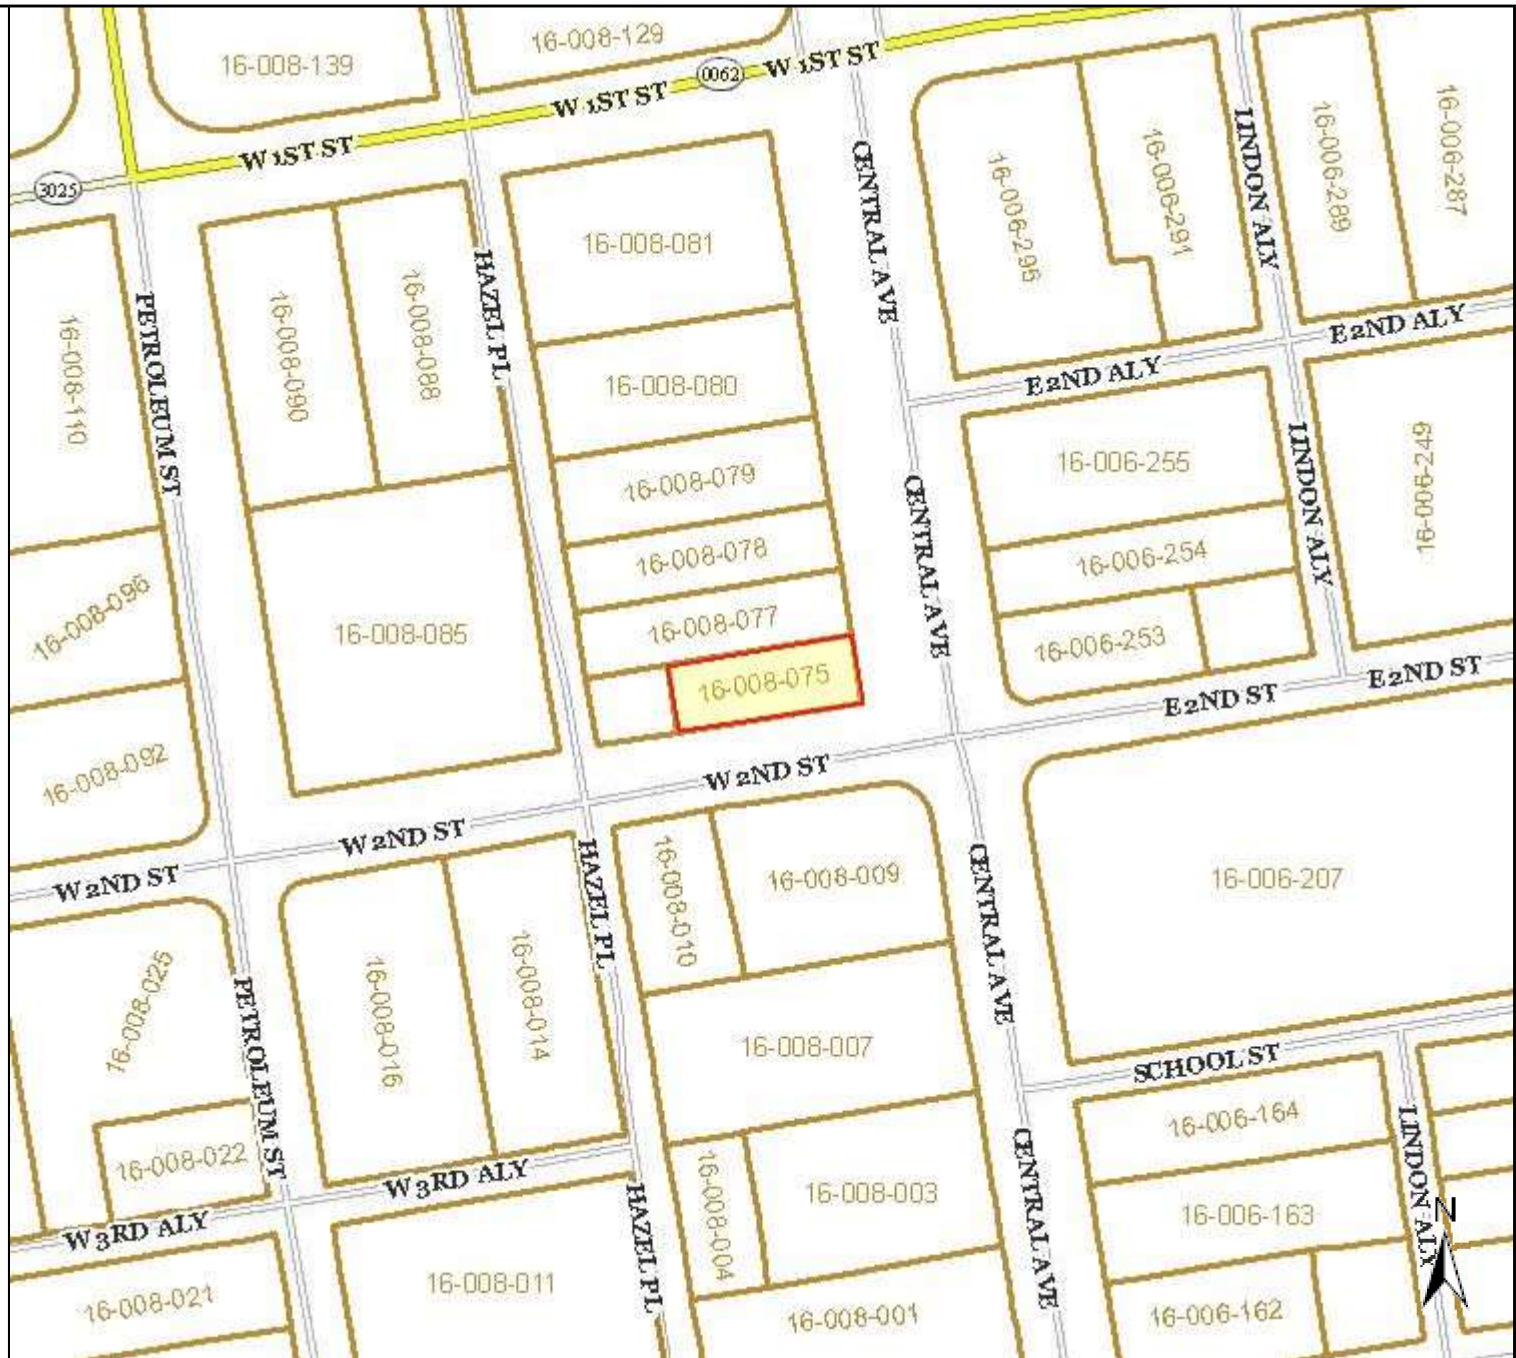 16-008-139
16-008-129
W 1ST ST
0062
W 1ST ST
W 1ST ST
3025
16-008-110
PETROLEUM ST
16-008-090
16-008-088
HAZEL PL
16-008-081
CENTRAL AVE
16-006-295
16-006-291
LINDON ALY
16-006-289
16-006-287
E 2ND ALY
E 2ND ALY
16-008-080
16-008-079
16-008-078
16-008-077
16-008-075
CENTRAL AVE
16-006-255
16-006-254
16-006-253
LINDON ALY
16-006-249
E 2ND ST
E 2ND ST
16-008-096
16-008-085
16-008-092
W 2ND ST
W 2ND ST
W 2ND ST
HAZEL PL
16-008-010
16-008-009
CENTRAL AVE
16-006-207
16-008-025
PETROLEUM ST
16-008-016
16-008-014
16-008-007
SCHOOL ST
16-008-022
W 3RD ALY
W 3RD ALY
HAZEL PL
16-008-004
16-008-003
CENTRAL AVE
16-006-164
16-006-163
LINDON ALY
N
16-008-021
16-008-011
16-008-001
16-006-162